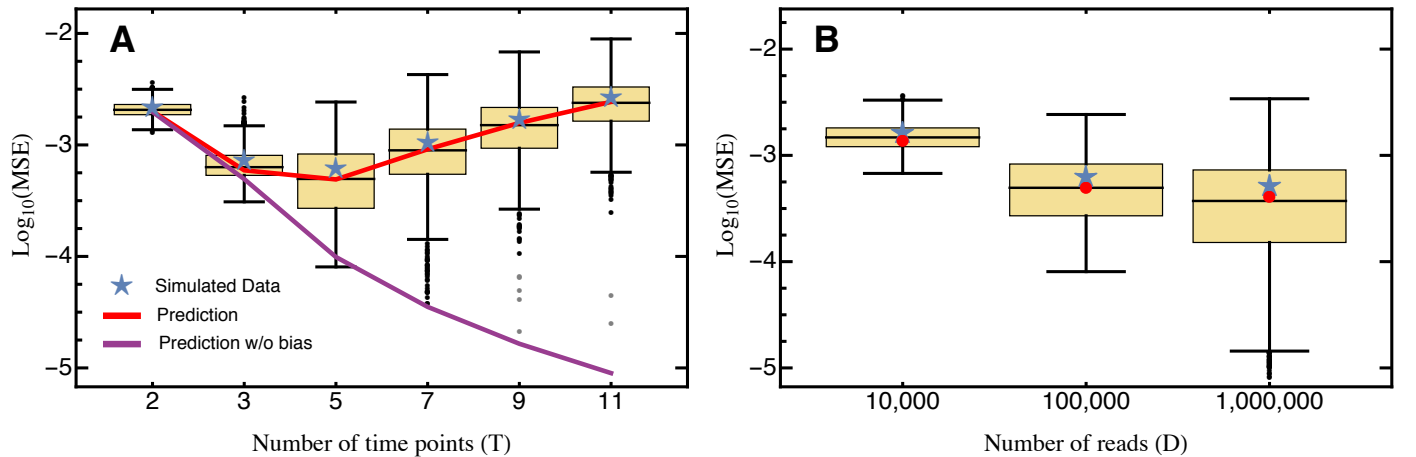 A
Log10(MSE)
−2
−3
−4
−5
Simulated Data
Prediction
Prediction w/o bias
2 3 5 7 9 11
Number of time points (T)
B
Log10(MSE)
−2
−3
−4
−5
10,000 100,000 1,000,000
Number of reads (D)